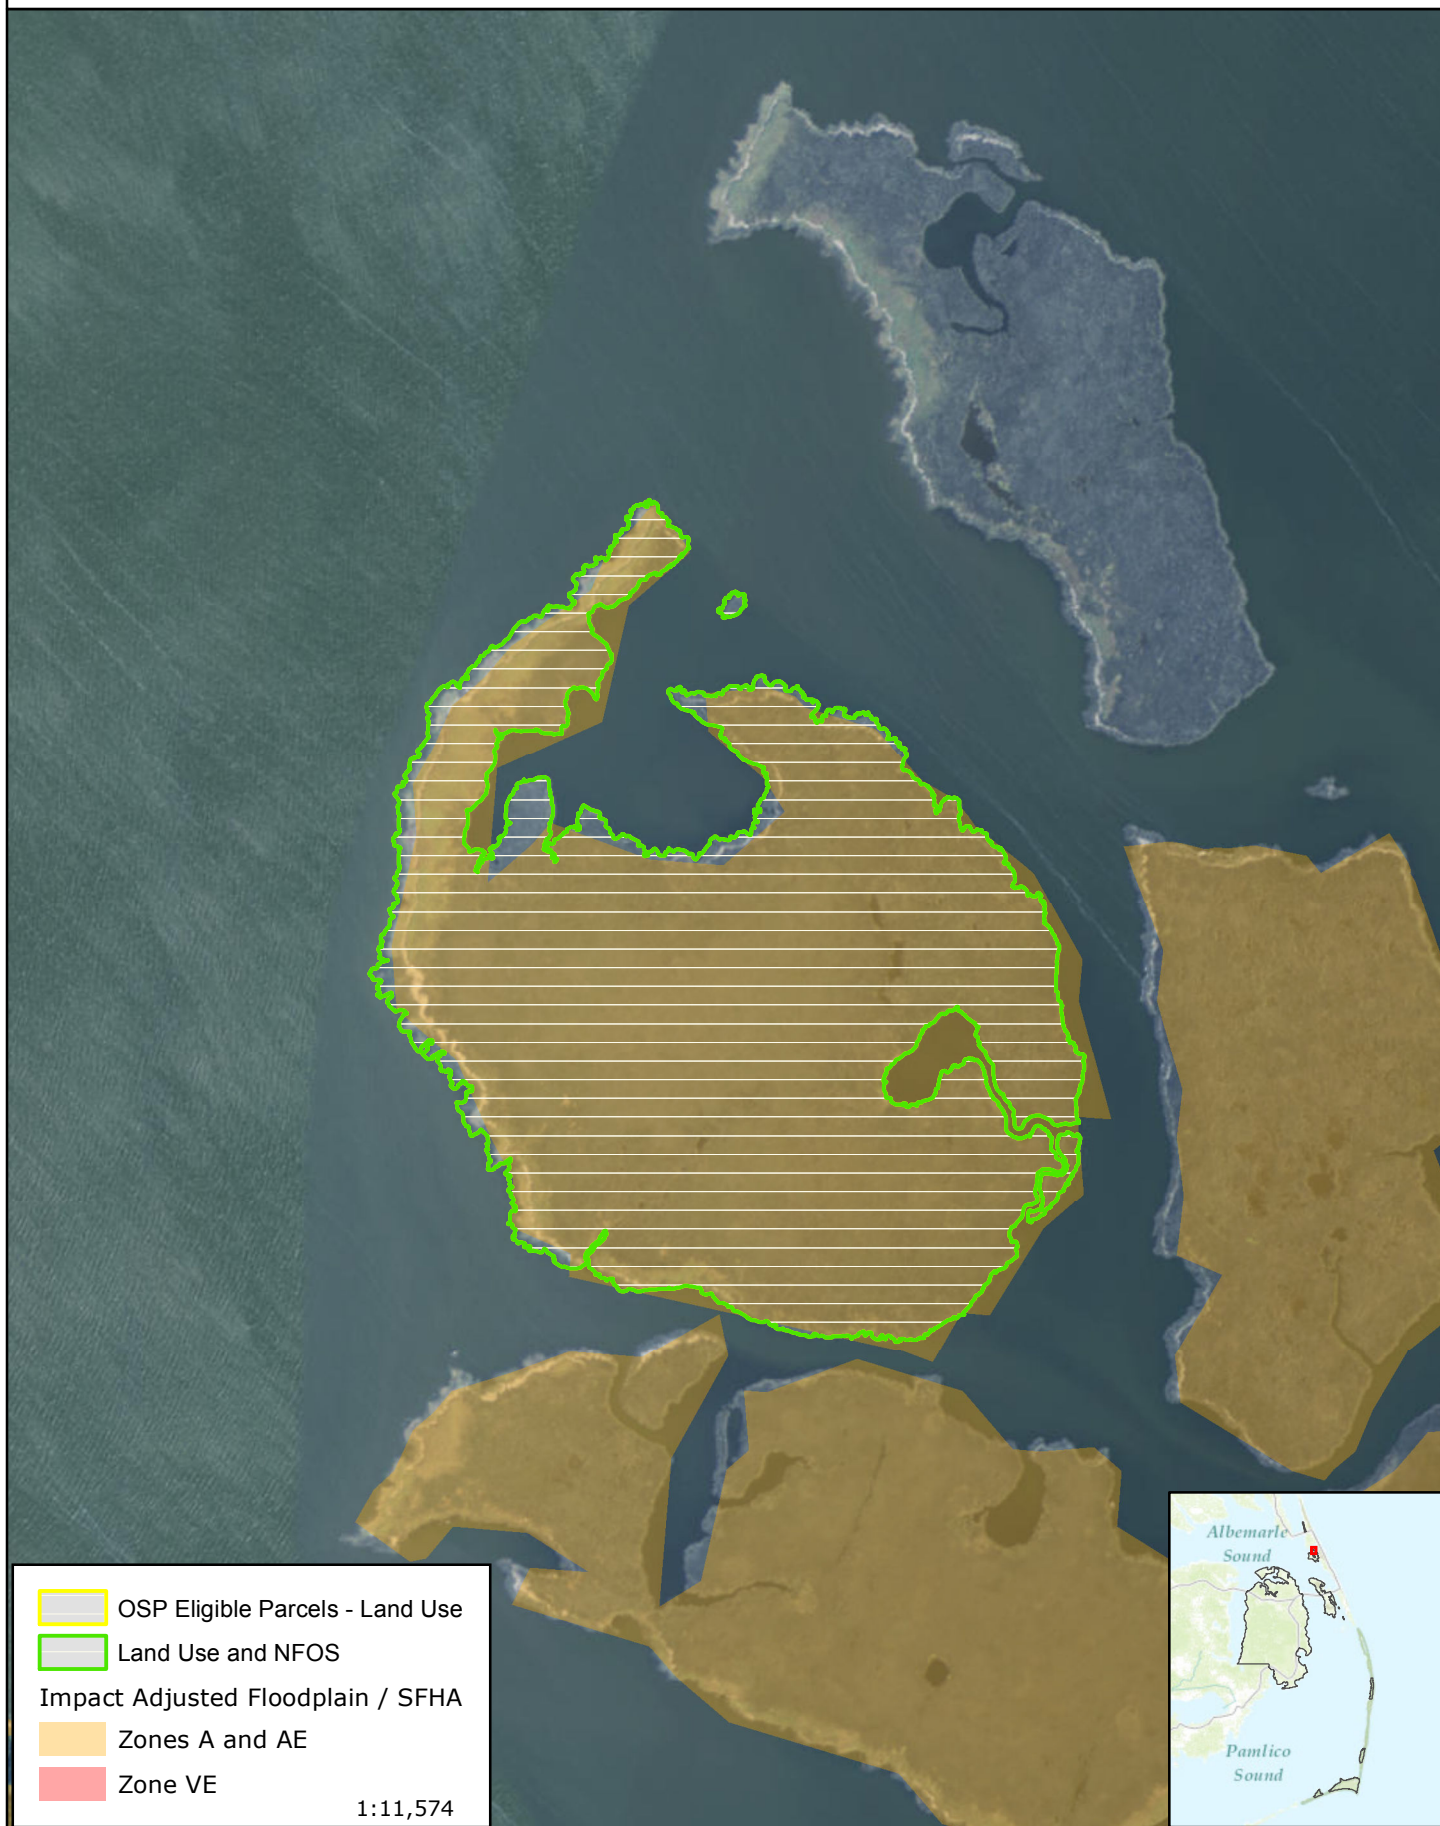 Albemarle
Sound
Pamlico
Sound
OSP Eligible Parcels - Land Use
Land Use and NFOS
Impact Adjusted Floodplain / SFHA
Zones A and AE
Zone VE
1:11,574